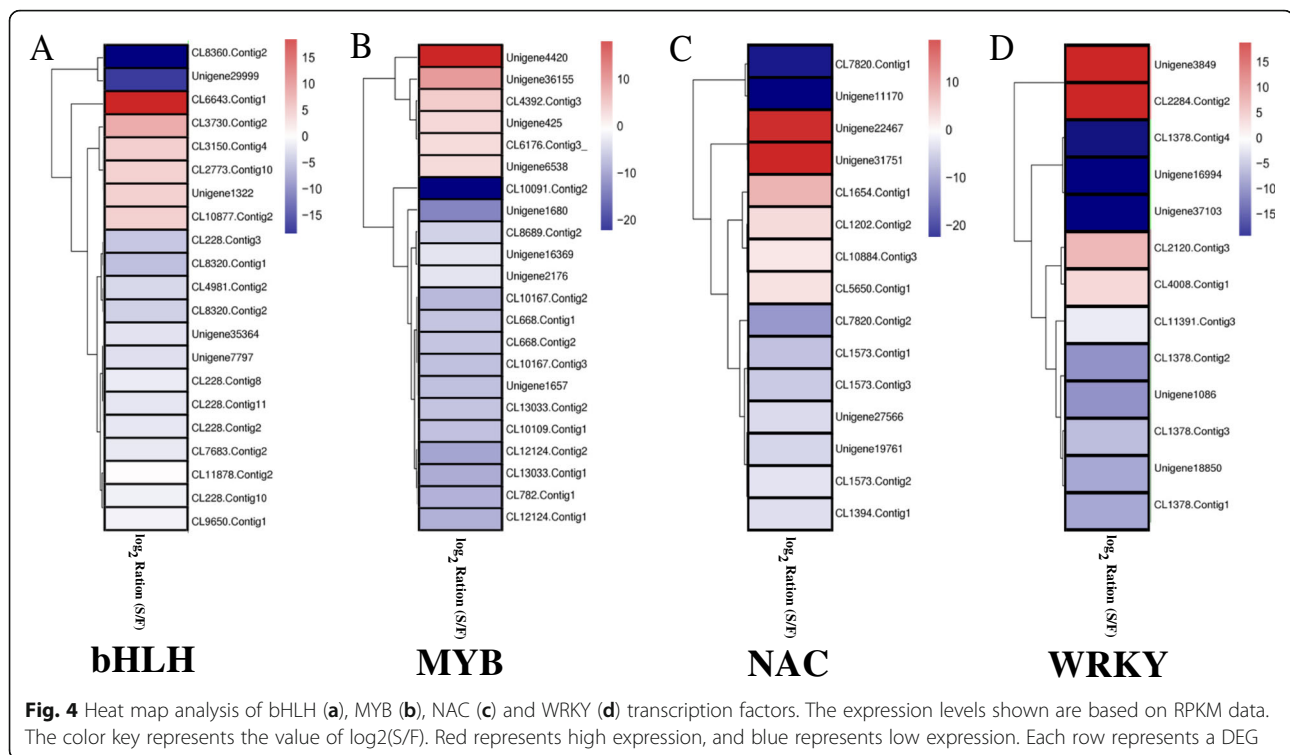 A
CL8360.Contig2
Unigene29999
CL6643.Contig1
CL3730.Contig2
CL3150.Contig4
CL2773.Contig10
Unigene1322
CL10877.Contig2
CL228.Contig3
CL8320.Contig1
CL4981.Contig2
CL8320.Contig2
Unigene35364
Unigene7797
CL228.Contig8
CL228.Contig11
CL228.Contig2
CL7683.Contig2
CL11878.Contig2
CL228.Contig10
CL9650.Contig1
15
10
5
0
−5
−10
−15
log2 Ration (S/F)
bHLH
B
Unigene4420
Unigene36155
CL4392.Contig3
Unigene425
CL6176.Contig3_
Unigene6538
CL10091.Contig2
Unigene1680
CL8689.Contig2
Unigene16369
Unigene2176
CL10167.Contig2
CL668.Contig1
CL668.Contig2
CL10167.Contig3
Unigene1657
CL13033.Contig2
CL10109.Contig1
CL12124.Contig2
CL13033.Contig1
CL782.Contig1
CL12124.Contig1
10
0
−10
−20
log2 Ration (S/F)
MYB
C
CL7820.Contig1
Unigene11170
Unigene22467
Unigene31751
CL1654.Contig1
CL1202.Contig2
CL10884.Contig3
CL5650.Contig1
CL7820.Contig2
CL1573.Contig1
CL1573.Contig3
Unigene27566
Unigene19761
CL1573.Contig2
CL1394.Contig1
10
0
−10
−20
log2 Ration (S/F)
NAC
D
Unigene3849
CL2284.Contig2
CL1378.Contig4
Unigene16994
Unigene37103
CL2120.Contig3
CL4008.Contig1
CL11391.Contig3
CL1378.Contig2
Unigene1086
CL1378.Contig3
Unigene18850
CL1378.Contig1
15
10
5
0
−5
−10
−15
log2 Ration (S/F)
WRKY
Fig. 4 Heat map analysis of bHLH (a), MYB (b), NAC (c) and WRKY (d) transcription factors. The expression levels shown are based on RPKM data.
The color key represents the value of log2(S/F). Red represents high expression, and blue represents low expression. Each row represents a DEG